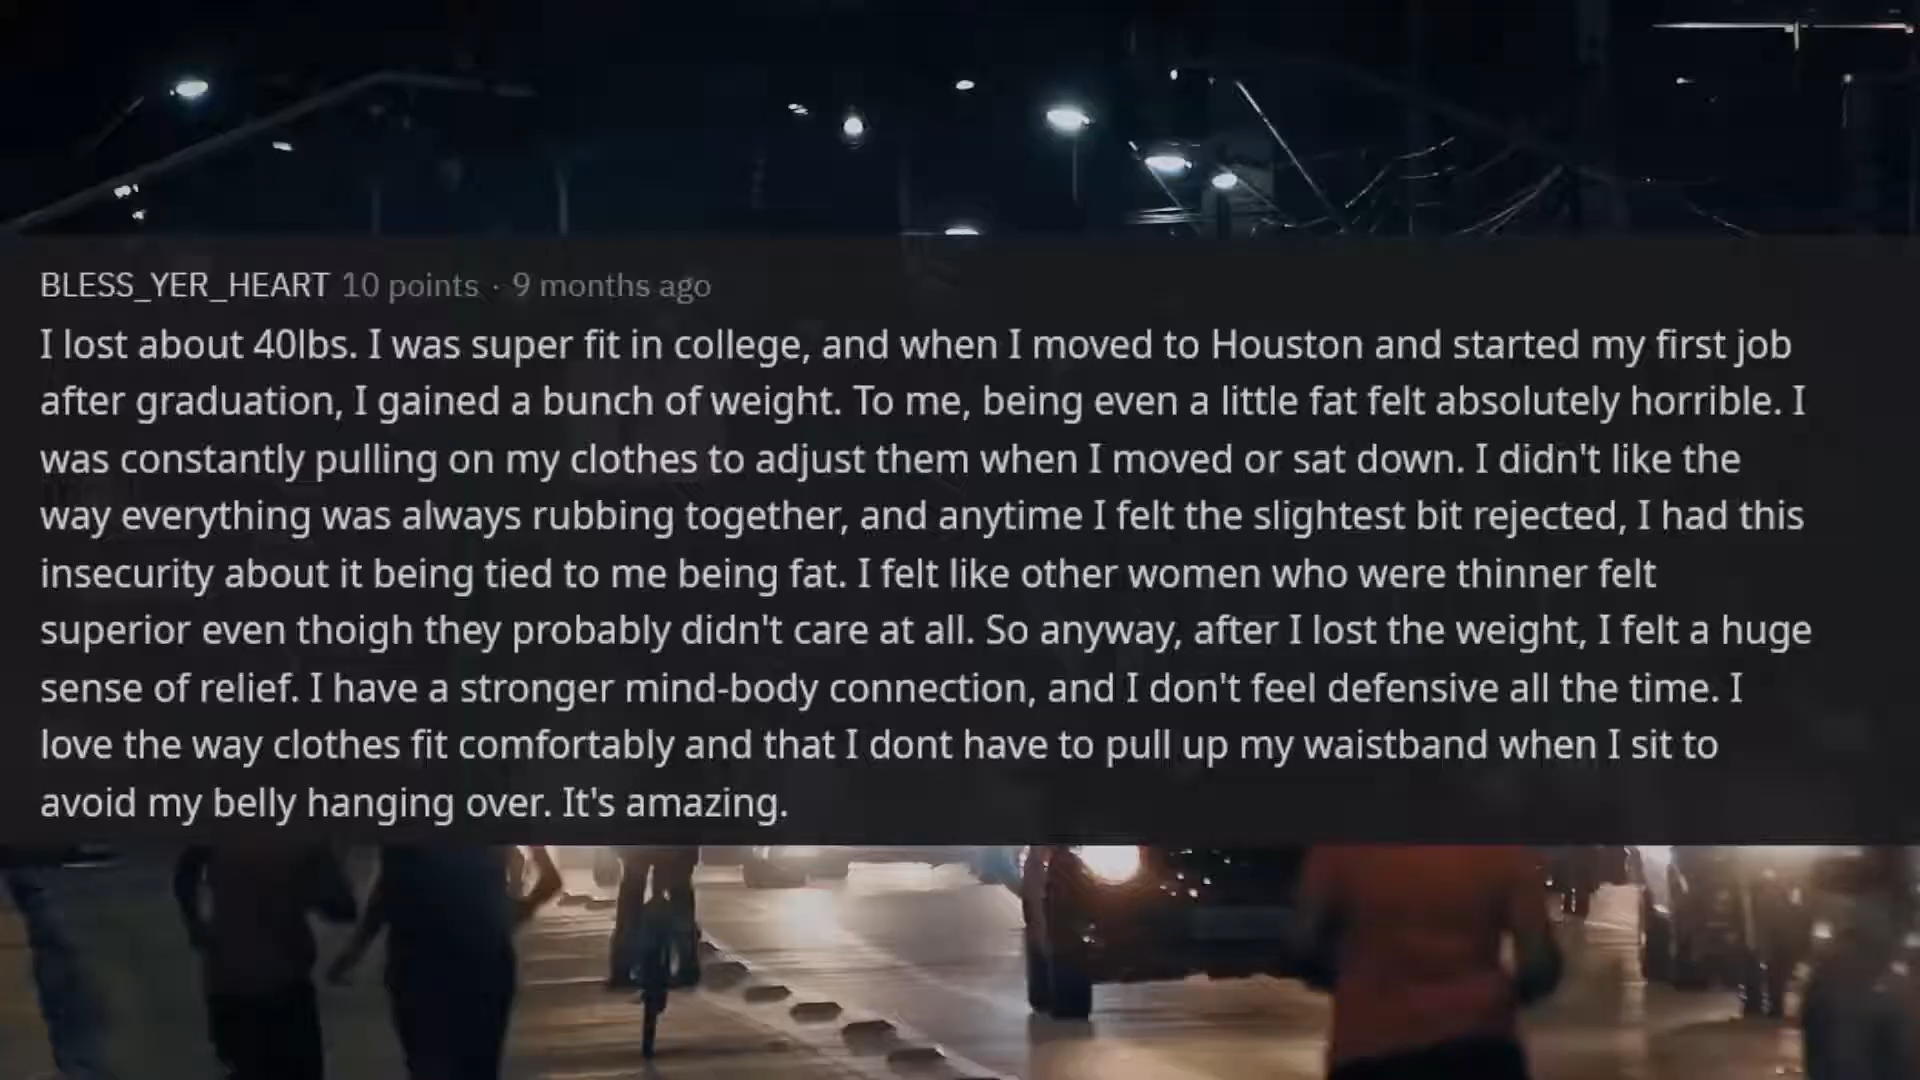 BLESS_YER_HEART 10 points · 9 months ago
I lost about 40lbs. I was super fit in college, and when I moved to Houston and started my first job
after graduation, I gained a bunch of weight. To me, being even a little fat felt absolutely horrible. I
was constantly pulling on my clothes to adjust them when I moved or sat down. I didn't like the
way everything was always rubbing together, and anytime I felt the slightest bit rejected, I had this
insecurity about it being tied to me being fat. I felt like other women who were thinner felt
superior even thoigh they probably didn't care at all. So anyway, after I lost the weight, I felt a huge
sense of relief. I have a stronger mind-body connection, and I don't feel defensive all the time. I
love the way clothes fit comfortably and that I dont have to pull up my waistband when I sit to
avoid my belly hanging over. It's amazing.